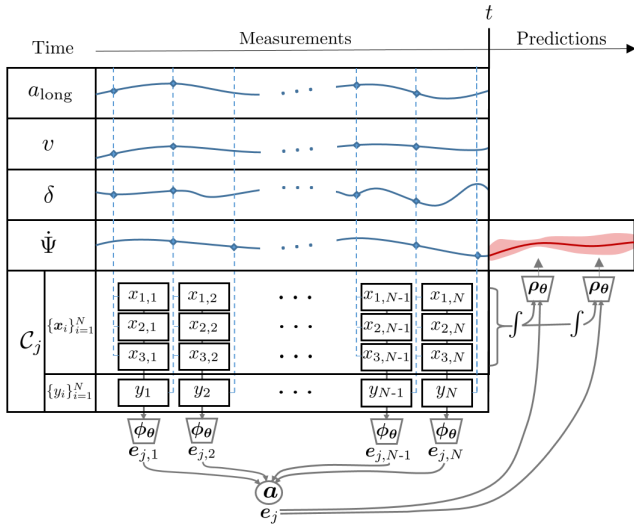 t
Time Measurements Predictions
a_long . . .
v . . .
δ . . .
Ψ̇ . . .
C_j {x_i}_{i=1}^N
x_{1,1} x_{1,2} . . . x_{1,N-1} x_{1,N}
x_{2,1} x_{2,2} . . . x_{2,N-1} x_{2,N}
x_{3,1} x_{3,2} . . . x_{3,N-1} x_{3,N}
∫ ρ_θ ∫ ρ_θ
{y_i}_{i=1}^N y_1 y_2 . . . y_{N-1} y_N
ϕ_θ ϕ_θ ϕ_θ ϕ_θ
e_{j,1} e_{j,2} e_{j,N-1} e_{j,N}
a
e_j